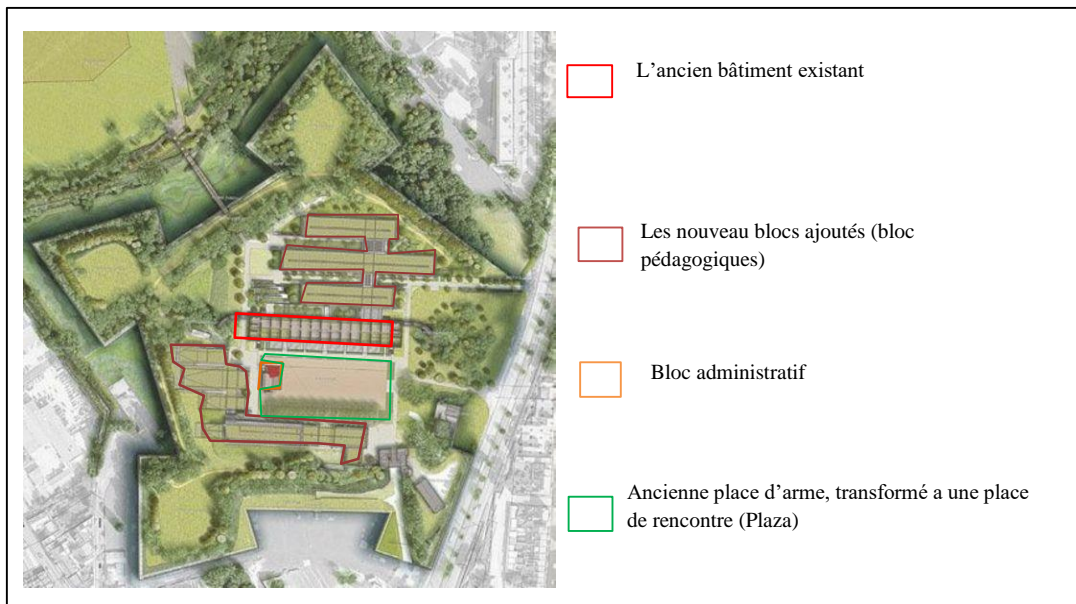 L'ancien bâtiment existant
Les nouveau blocs ajoutés (bloc
pédagogiques)
Bloc administratif
Ancienne place d'arme, transformé a une place
de rencontre (Plaza)